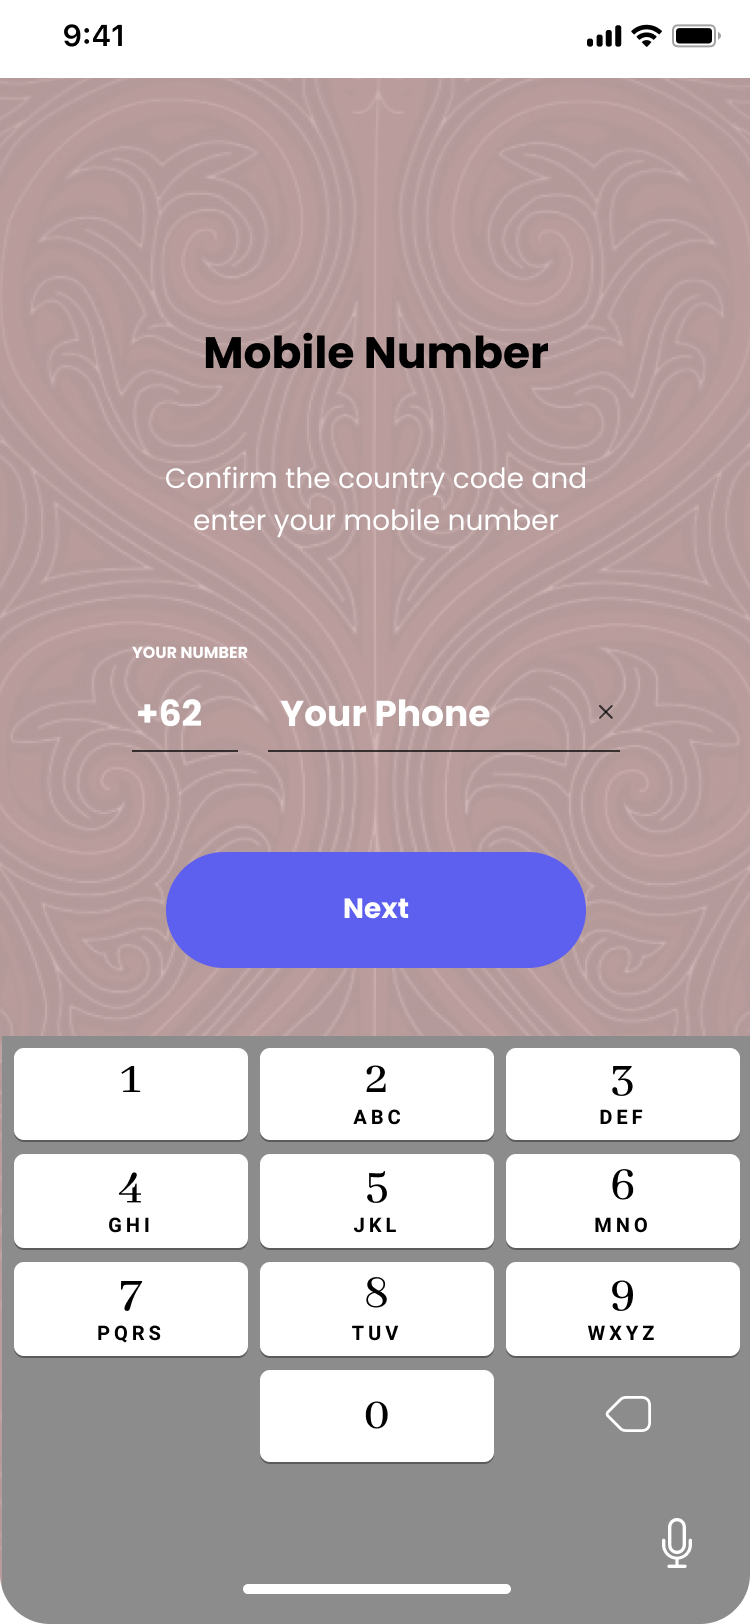 9:41
Mobile Number
Confirm the country code and
enter your mobile number
YOUR NUMBER
+62 Your Phone
Next
1 2 3
ABC DEF
4 5 6
GHI JKL MNO
7 8 9
PQRS TUV WXYZ
0